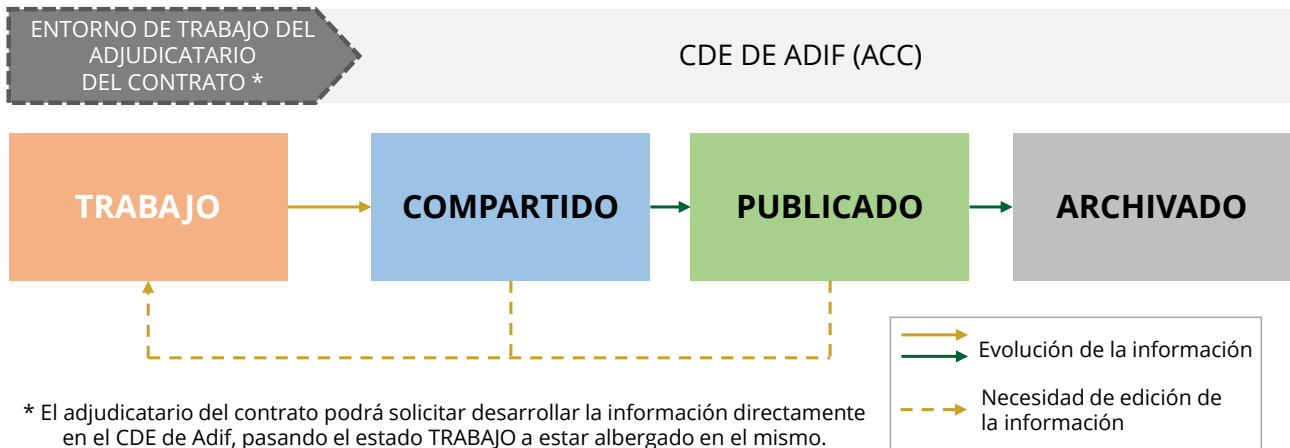 ENTORNO DE TRABAJO DEL
ADJUDICATARIO
DEL CONTRATO *
CDE DE ADIF (ACC)
TRABAJO
COMPARTIDO
PUBLICADO
ARCHIVADO
Evolución de la información
Necesidad de edición de
la información
* El adjudicatario del contrato podrá solicitar desarrollar la información directamente
en el CDE de Adif, pasando el estado TRABAJO a estar albergado en el mismo.